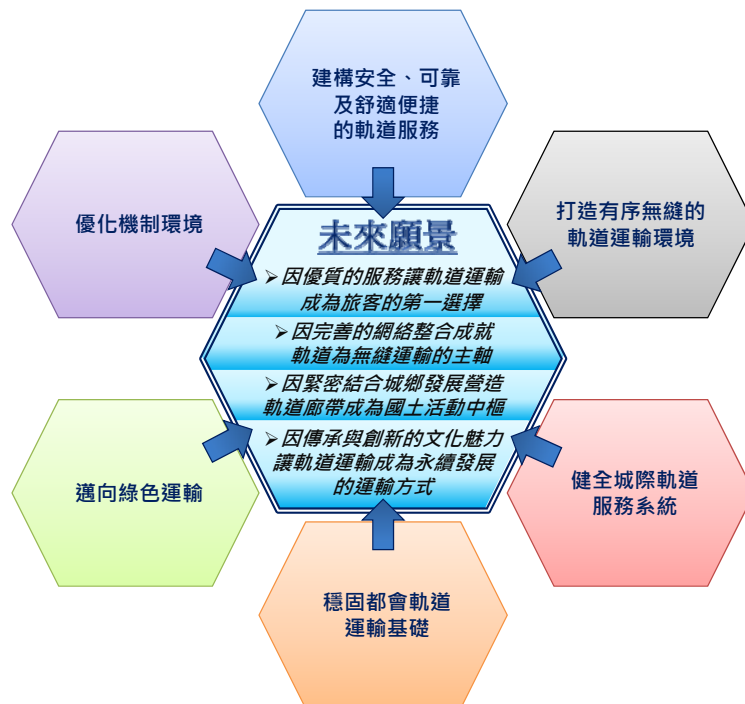 建構安全、可靠
及舒適便捷
的軌道服務
優化機制環境
打造有序無縫的
軌道運輸環境
未來願景
➢因優質的服務讓軌道運輸
成為旅客的第一選擇
➢因完善的網絡整合成就
軌道為無縫運輸的主軸
➢因緊密結合城鄉發展營造
軌道廊帶成為國土活動中樞
➢因傳承與創新的文化魅力
讓軌道運輸成為永續發展
的運輸方式
邁向綠色運輸
健全城際軌道
服務系統
穩固都會軌道
運輸基礎